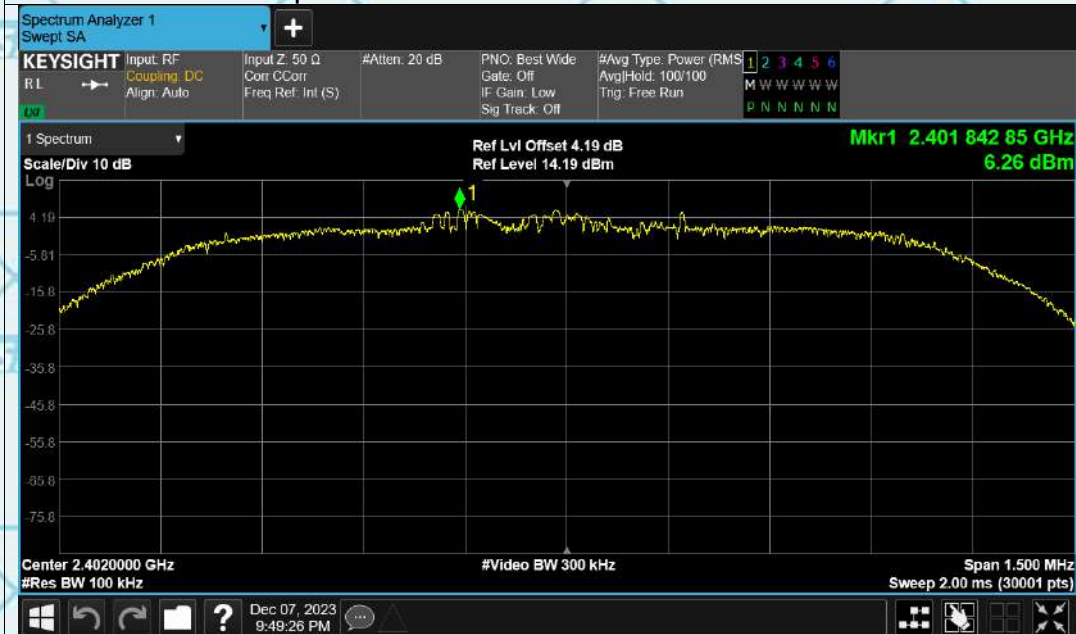 Spectrum Analyzer 1
Swept SA
+
KEYSIGHT
R L
LXI
Input: RF
Coupling: DC
Align: Auto
Input Z: 50 Ω
Corr CCorr
Freq Ref: Int (S)
#Atten: 20 dB
PNO: Best Wide
Gate: Off
IF Gain: Low
Sig Track: Off
#Avg Type: Power (RMS
Avg|Hold: 100/100
Trig: Free Run
1 2 3 4 5 6
M W W W W W
P N N N N N
1 Spectrum
Scale/Div 10 dB
Log
Ref Lvl Offset 4.19 dB
Ref Level 14.19 dBm
Mkr1 2.401 842 85 GHz
6.26 dBm
1
4.19
-5.81
-15.8
-25.8
-35.8
-45.8
-55.8
-65.8
-75.8
Center 2.4020000 GHz
#Res BW 100 kHz
#Video BW 300 kHz
Span 1.500 MHz
Sweep 2.00 ms (30001 pts)
?
Dec 07, 2023
9:49:26 PM